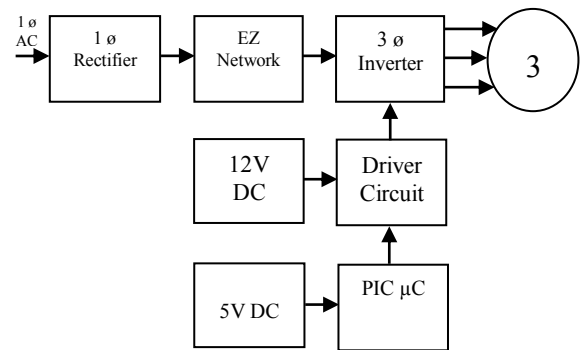 1 ø
AC
1 ø
Rectifier
EZ
Network
3 ø
Inverter
3
12V
DC
Driver
Circuit
5V DC
PIC µC